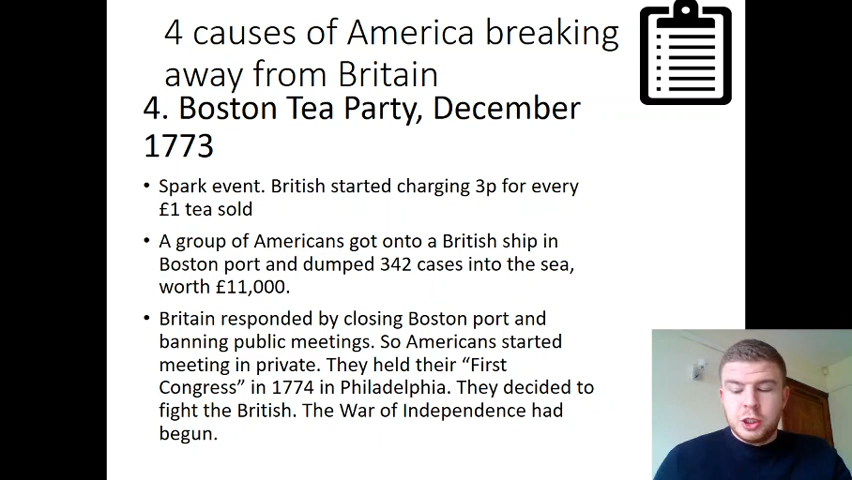 4 causes of America breaking
away from Britain
4. Boston Tea Party, December
1773
• Spark event. British started charging 3p for every
£1 tea sold
• A group of Americans got onto a British ship in
Boston port and dumped 342 cases into the sea,
worth £11,000.
• Britain responded by closing Boston port and
banning public meetings. So Americans started
meeting in private. They held their “First
Congress” in 1774 in Philadelphia. They decided to
fight the British. The War of Independence had
begun.